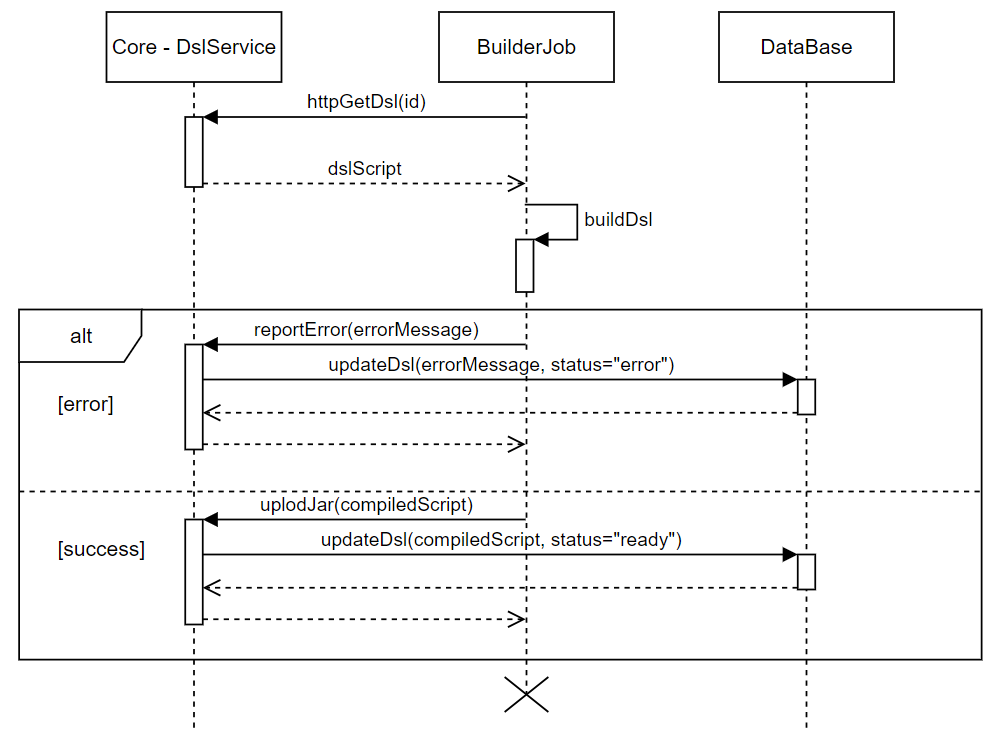 Core - DslService
BuilderJob
DataBase
httpGetDsl(id)
dslScript
buildDsl
alt
reportError(errorMessage)
updateDsl(errorMessage, status="error")
[error]
uplodJar(compiledScript)
updateDsl(compiledScript, status="ready")
[success]